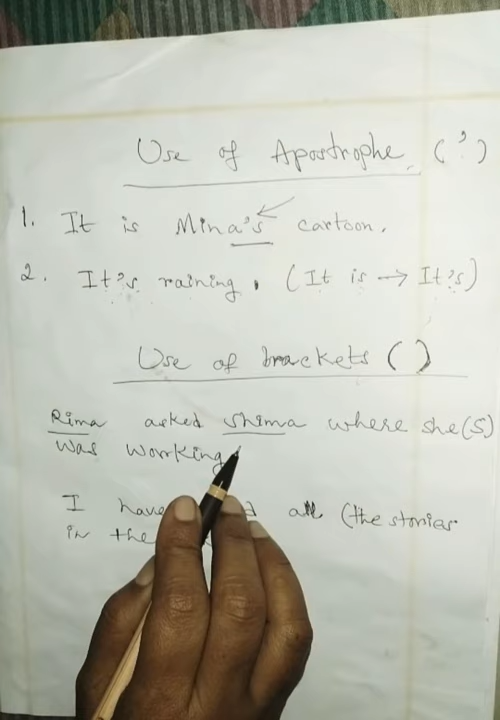 Use of Apostrophe. (’)
1. It is Mina's cartoon.
2. It's raining. (It is → It's)
Use of brackets ()
Rima asked Shima where she (S)
was working.
I have all (the stories
in the